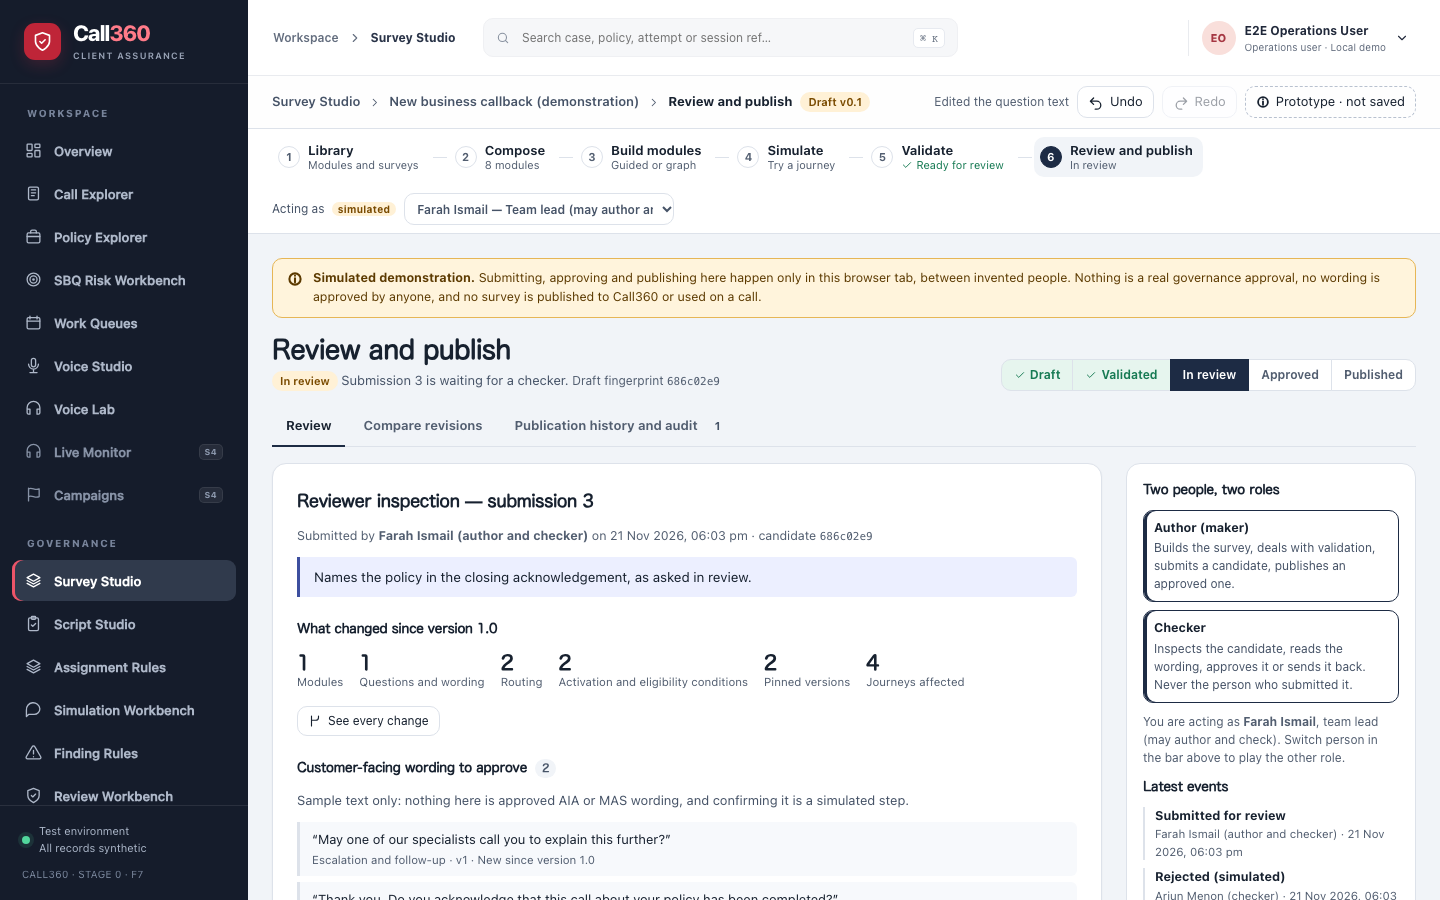 Call360
CLIENT ASSURANCE
WORKSPACE
Overview
Call Explorer
Policy Explorer
SBQ Risk Workbench
Work Queues
Voice Studio
Voice Lab
Live Monitor S4
Campaigns S4
GOVERNANCE
Survey Studio
Script Studio
Assignment Rules
Simulation Workbench
Finding Rules
Review Workbench
Test environment
All records synthetic
CALL360 · STAGE 0 · F7
Workspace > Survey Studio
Search case, policy, attempt or session ref...
⌘ K
EO
E2E Operations User
Operations user · Local demo
Survey Studio > New business callback (demonstration) > Review and publish Draft v0.1
Edited the question text Undo Redo Prototype · not saved
1 Library
Modules and surveys
2 Compose
8 modules
3 Build modules
Guided or graph
4 Simulate
Try a journey
5 Validate
✓ Ready for review
6 Review and publish
In review
Acting as simulated Farah Ismail — Team lead (may author ar
Simulated demonstration. Submitting, approving and publishing here happen only in this browser tab, between invented people. Nothing is a real governance approval, no wording is
approved by anyone, and no survey is published to Call360 or used on a call.
Review and publish
In review Submission 3 is waiting for a checker. Draft fingerprint 686c02e9
✓ Draft ✓ Validated In review Approved Published
Review Compare revisions Publication history and audit 1
Reviewer inspection — submission 3
Submitted by Farah Ismail (author and checker) on 21 Nov 2026, 06:03 pm · candidate 686c02e9
Names the policy in the closing acknowledgement, as asked in review.
What changed since version 1.0
1 1 2 2 2 4
Modules Questions and wording Routing Activation and eligibility conditions Pinned versions Journeys affected
See every change
Customer-facing wording to approve 2
Sample text only: nothing here is approved AIA or MAS wording, and confirming it is a simulated step.
“May one of our specialists call you to explain this further?”
Escalation and follow-up · v1 · New since version 1.0
“Thank you. Do you acknowledge that this call about your policy has been completed?”
Two people, two roles
Author (maker)
Builds the survey, deals with validation,
submits a candidate, publishes an
approved one.
Checker
Inspects the candidate, reads the
wording, approves it or sends it back.
Never the person who submitted it.
You are acting as Farah Ismail, team lead
(may author and check). Switch person in
the bar above to play the other role.
Latest events
Submitted for review
Farah Ismail (author and checker) · 21 Nov
2026, 06:03 pm
Rejected (simulated)
Arjun Menon (checker) · 21 Nov 2026, 06:03